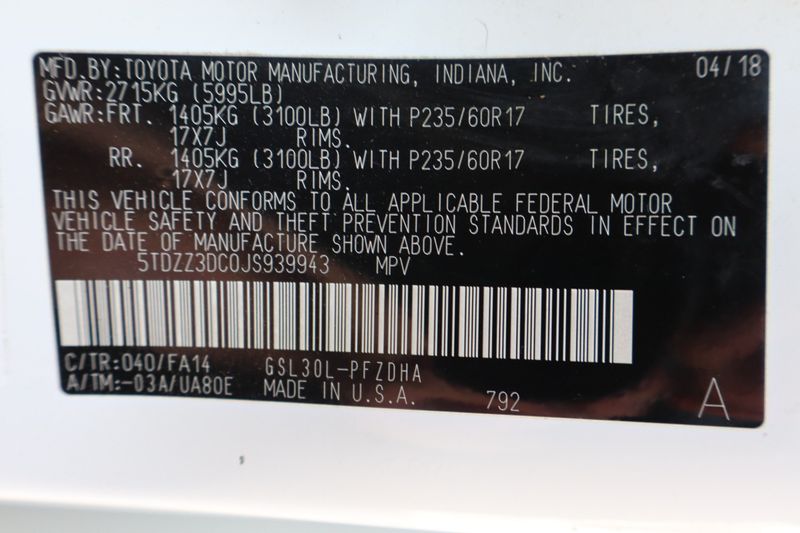 MFD.BY:TOYOTA MOTOR MANUFACTURING, INDIANA, INC. 04/18
GVWR:2715KG (5995LB)
GAWR:FRT. 1405KG (3100LB) WITH P235/60R17 TIRES,
17X7J RIMS.
RR. 1405KG (3100LB) WITH P235/60R17 TIRES,
17X7J RIMS.
THIS VEHICLE CONFORMS TO ALL APPLICABLE FEDERAL MOTOR
VEHICLE SAFETY AND THEFT PREVENTION STANDARDS IN EFFECT ON
THE DATE OF MANUFACTURE SHOWN ABOVE.
5TDZZ3DC0JS939943 MPV
C/TR:040/FA14 GSL30L-PFZDHA
A/TM:-03A/UA80E MADE IN U.S.A. 792 A